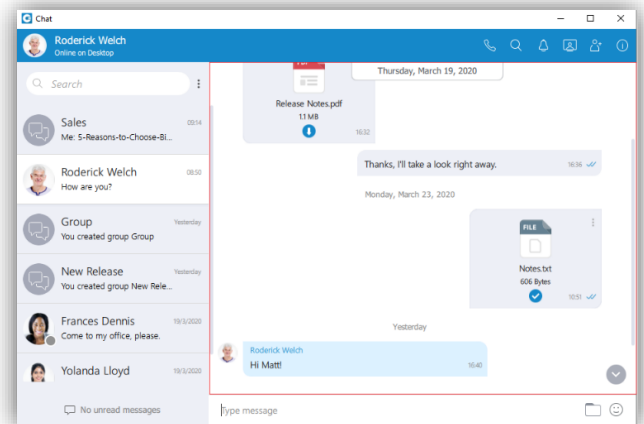 Chat
Roderick Welch
Online on Desktop
Search
Sales
09:14
Me: 5-Reasons-to-Choose-Bi...
Roderick Welch
08:50
How are you?
Group
Yesterday
You created group Group
New Release
Yesterday
You created group New Rele...
Frances Dennis
19/3/2020
Come to my office, please.
Yolanda Lloyd
19/3/2020
No unread messages
Thursday, March 19, 2020
Release Notes.pdf
1.1 MB
16:32
Thanks, I'll take a look right away.
16:36
Monday, March 23, 2020
FILE
Notes.txt
606 Bytes
10:51
Yesterday
Roderick Welch
Hi Matt!
16:40
Type message